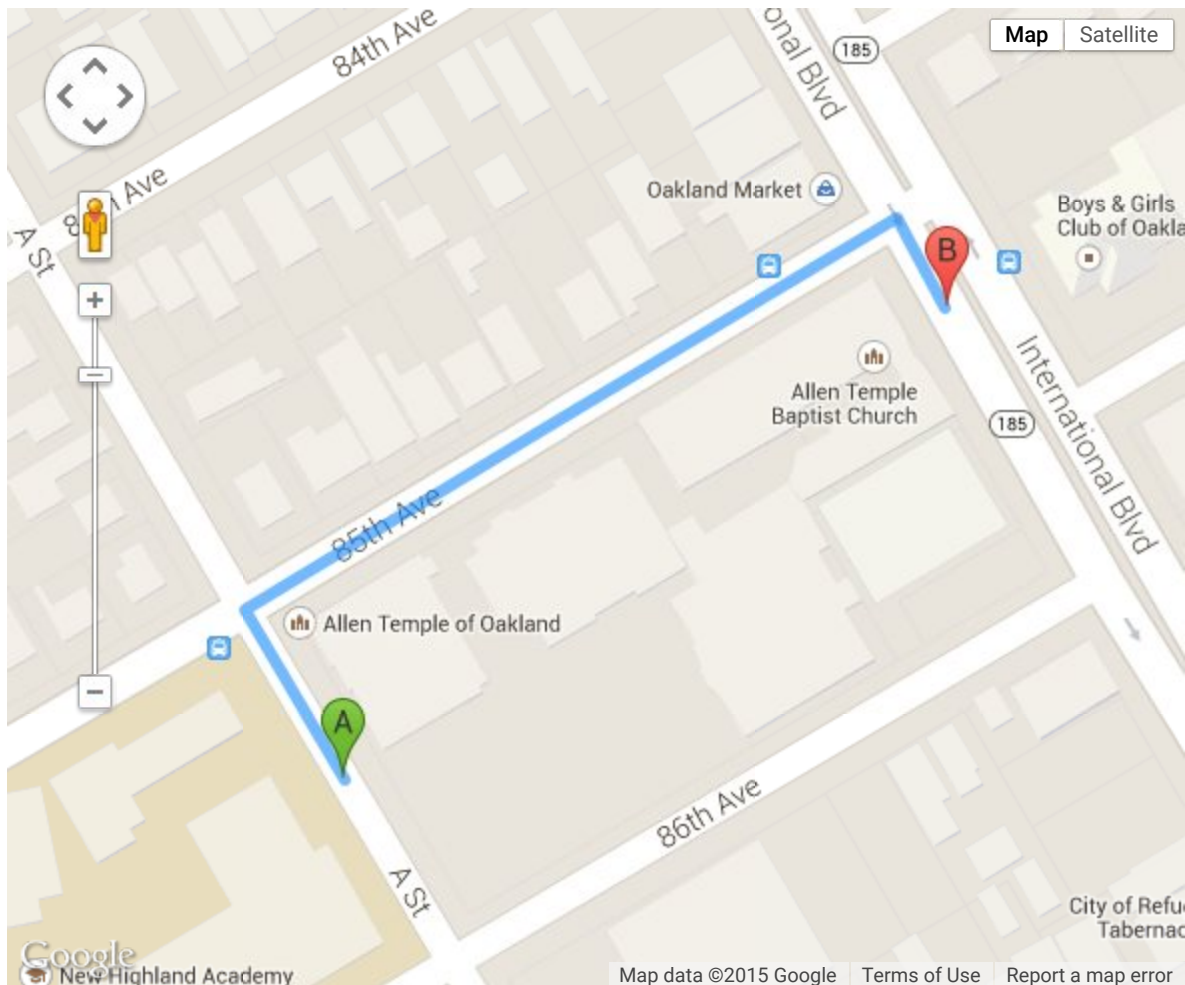 84th Ave
onal Blvd
185
Map
Satellite
84th Ave
A St
Oakland Market
Boys & Girls
Club of Oakla
B
Allen Temple
Baptist Church
185
International Blvd
85th Ave
Allen Temple of Oakland
A
86th Ave
A St
City of Refu
Tabernac
Google
New Highland Academy
Map data ©2015 Google
Terms of Use
Report a map error